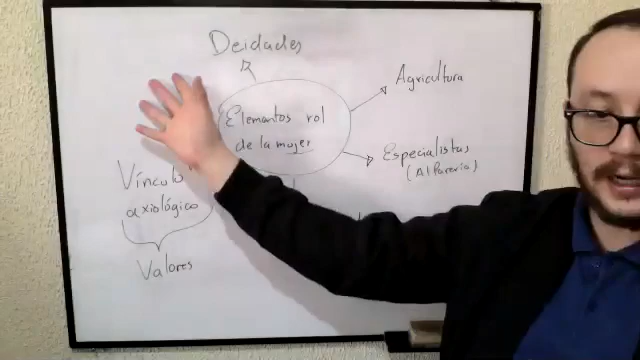 Deidades
Agricultura
Elementos rol
de la mujer
Especialistas
(Alfarería)
Vínculo
axiológico
Valores